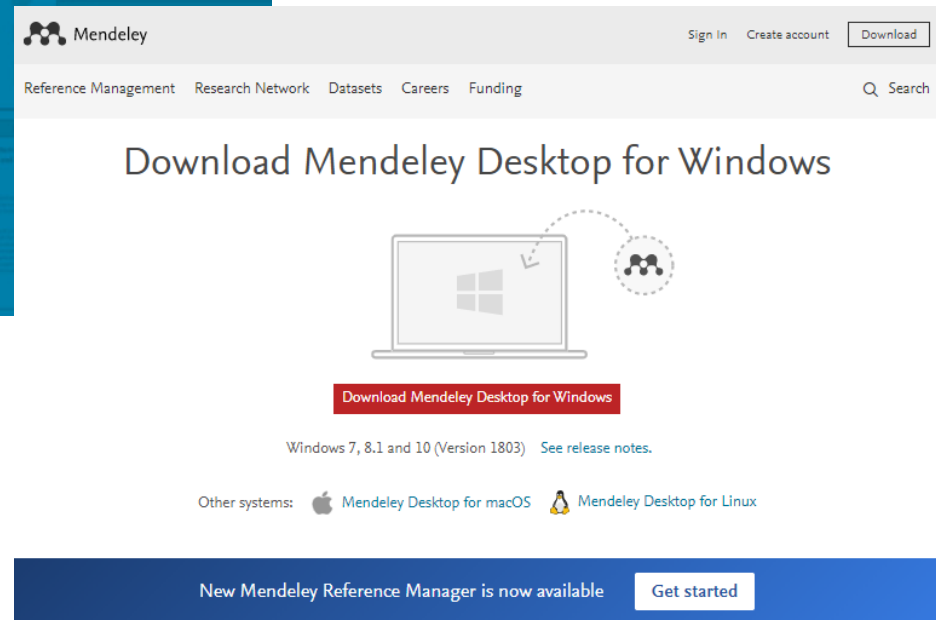 Mendeley
Sign In Create account Download
Reference Management Research Network Datasets Careers Funding Search
Download Mendeley Desktop for Windows
Download Mendeley Desktop for Windows
Windows 7, 8.1 and 10 (Version 1803) See release notes.
Other systems: Mendeley Desktop for macOS Mendeley Desktop for Linux
New Mendeley Reference Manager is now available Get started